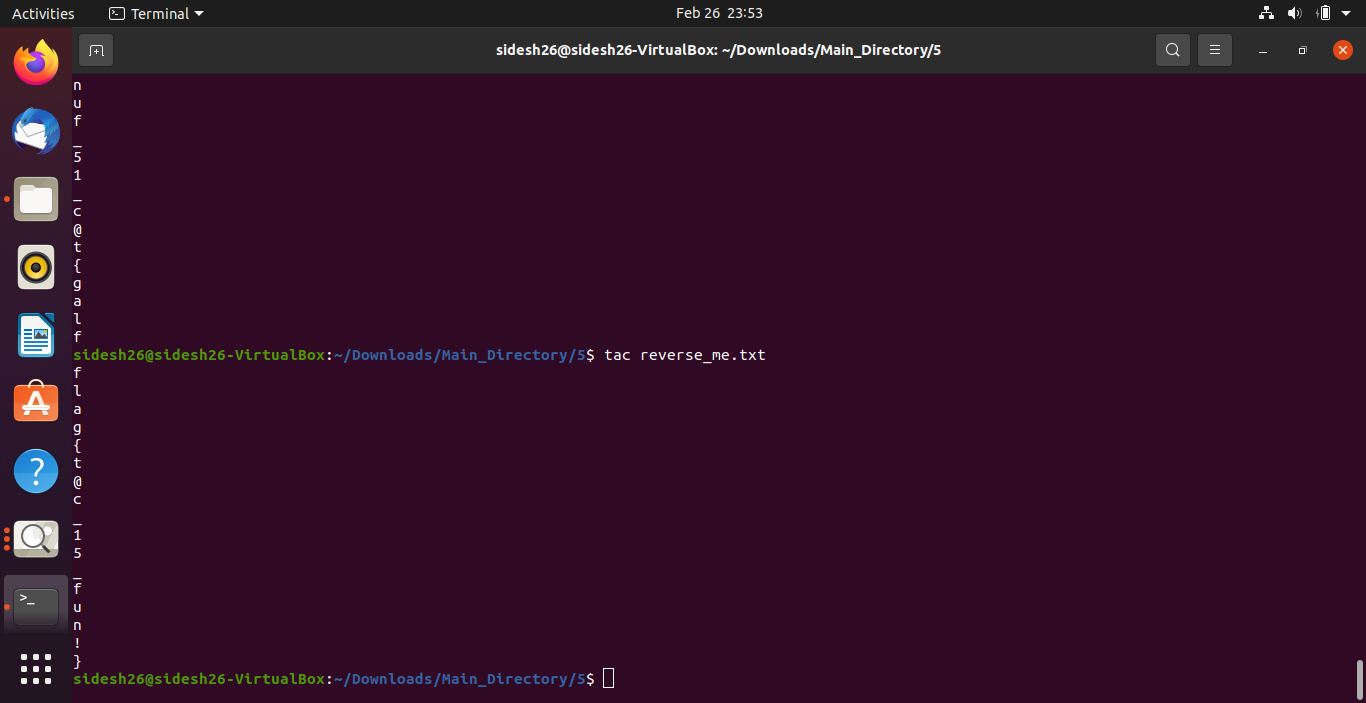 Activities Terminal Feb 26 23:53
sidesh26@sidesh26-VirtualBox: ~/Downloads/Main_Directory/5
n
u
f
_
5
1
_
c
@
t
{
g
a
l
f
sidesh26@sidesh26-VirtualBox:~/Downloads/Main_Directory/5$ tac reverse_me.txt
f
l
a
g
{
t
@
c
_
1
5
_
f
u
n
!
}
sidesh26@sidesh26-VirtualBox:~/Downloads/Main_Directory/5$